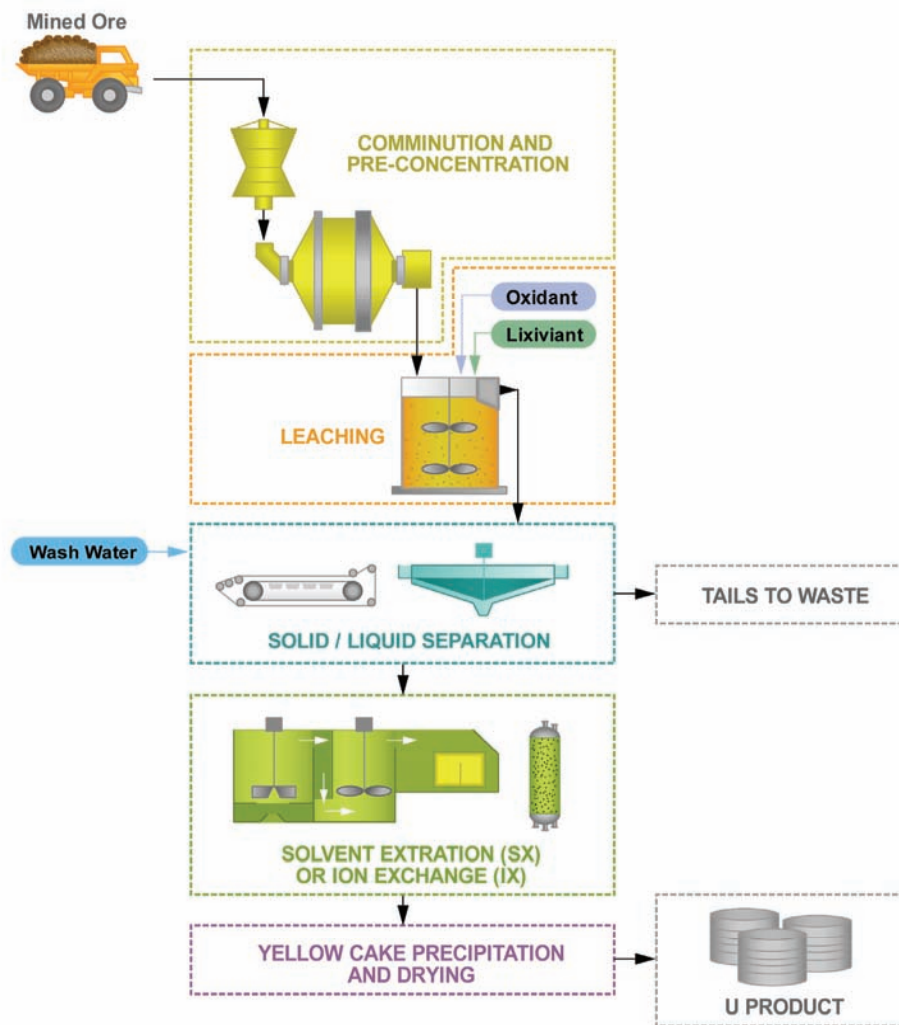 Mined Ore
COMMINUTION AND
PRE-CONCENTRATION
Oxidant
Lixiviant
LEACHING
Wash Water
TAILS TO WASTE
SOLID / LIQUID SEPARATION
SOLVENT EXTRATION (SX)
OR ION EXCHANGE (IX)
YELLOW CAKE PRECIPITATION
AND DRYING
U PRODUCT